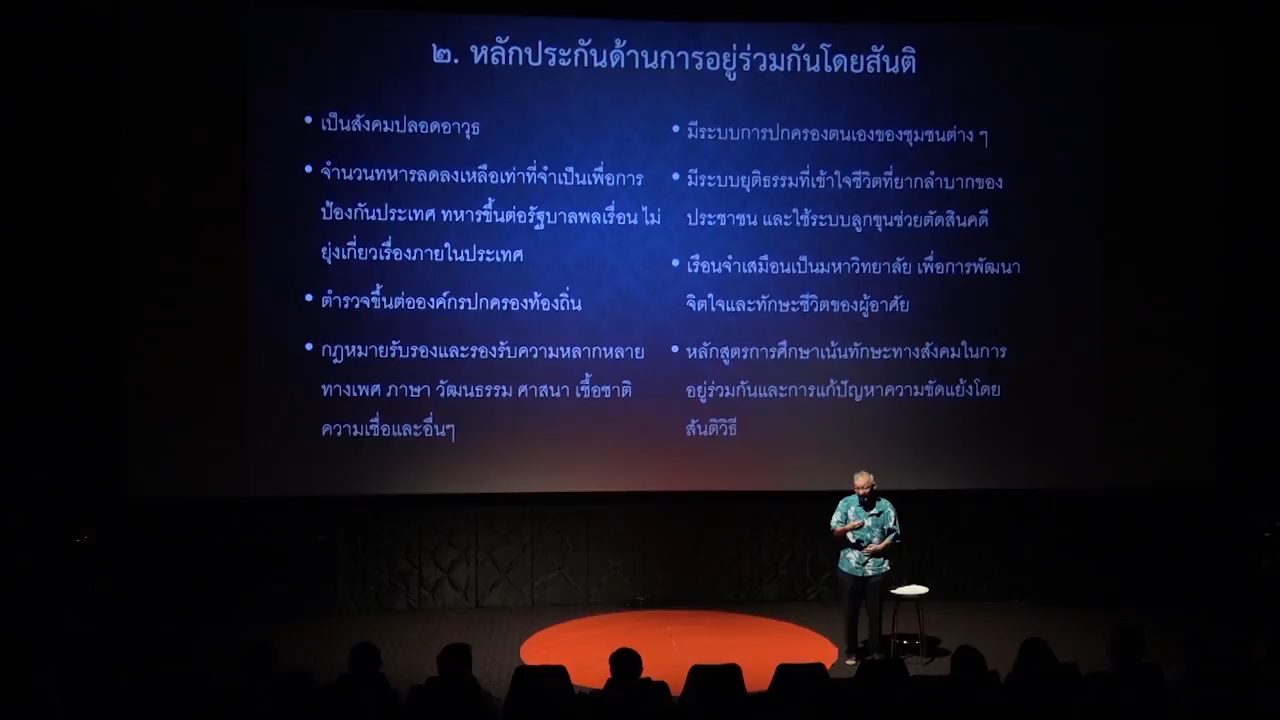 ๒. หลักประกันด้านการอยู่ร่วมกันโดยสันติ
• เป็นสังคมปลอดอาวุธ
• จำนวนทหารลดลงเหลือเท่าที่จำเป็นเพื่อการ
ป้องกันประเทศ ทหารขึ้นต่อรัฐบาลพลเรือน ไม่
ยุ่งเกี่ยวเรื่องภายในประเทศ
• ตำรวจขึ้นต่อองค์กรปกครองท้องถิ่น
• กฎหมายรับรองและรองรับความหลากหลาย
ทางเพศ ภาษา วัฒนธรรม ศาสนา เชื้อชาติ
ความเชื่อและอื่นๆ
• มีระบบการปกครองตนเองของชุมชนต่าง ๆ
• มีระบบยุติธรรมที่เข้าใจชีวิตที่ยากลำบากของ
ประชาชน และใช้ระบบลูกขุนช่วยตัดสินคดี
• เรือนจำเสมือนเป็นมหาวิทยาลัย เพื่อการพัฒนา
จิตใจและทักษะชีวิตของผู้อาศัย
• หลักสูตรการศึกษาเน้นทักษะทางสังคมในการ
อยู่ร่วมกันและการแก้ปัญหาความขัดแย้งโดย
สันติวิธี